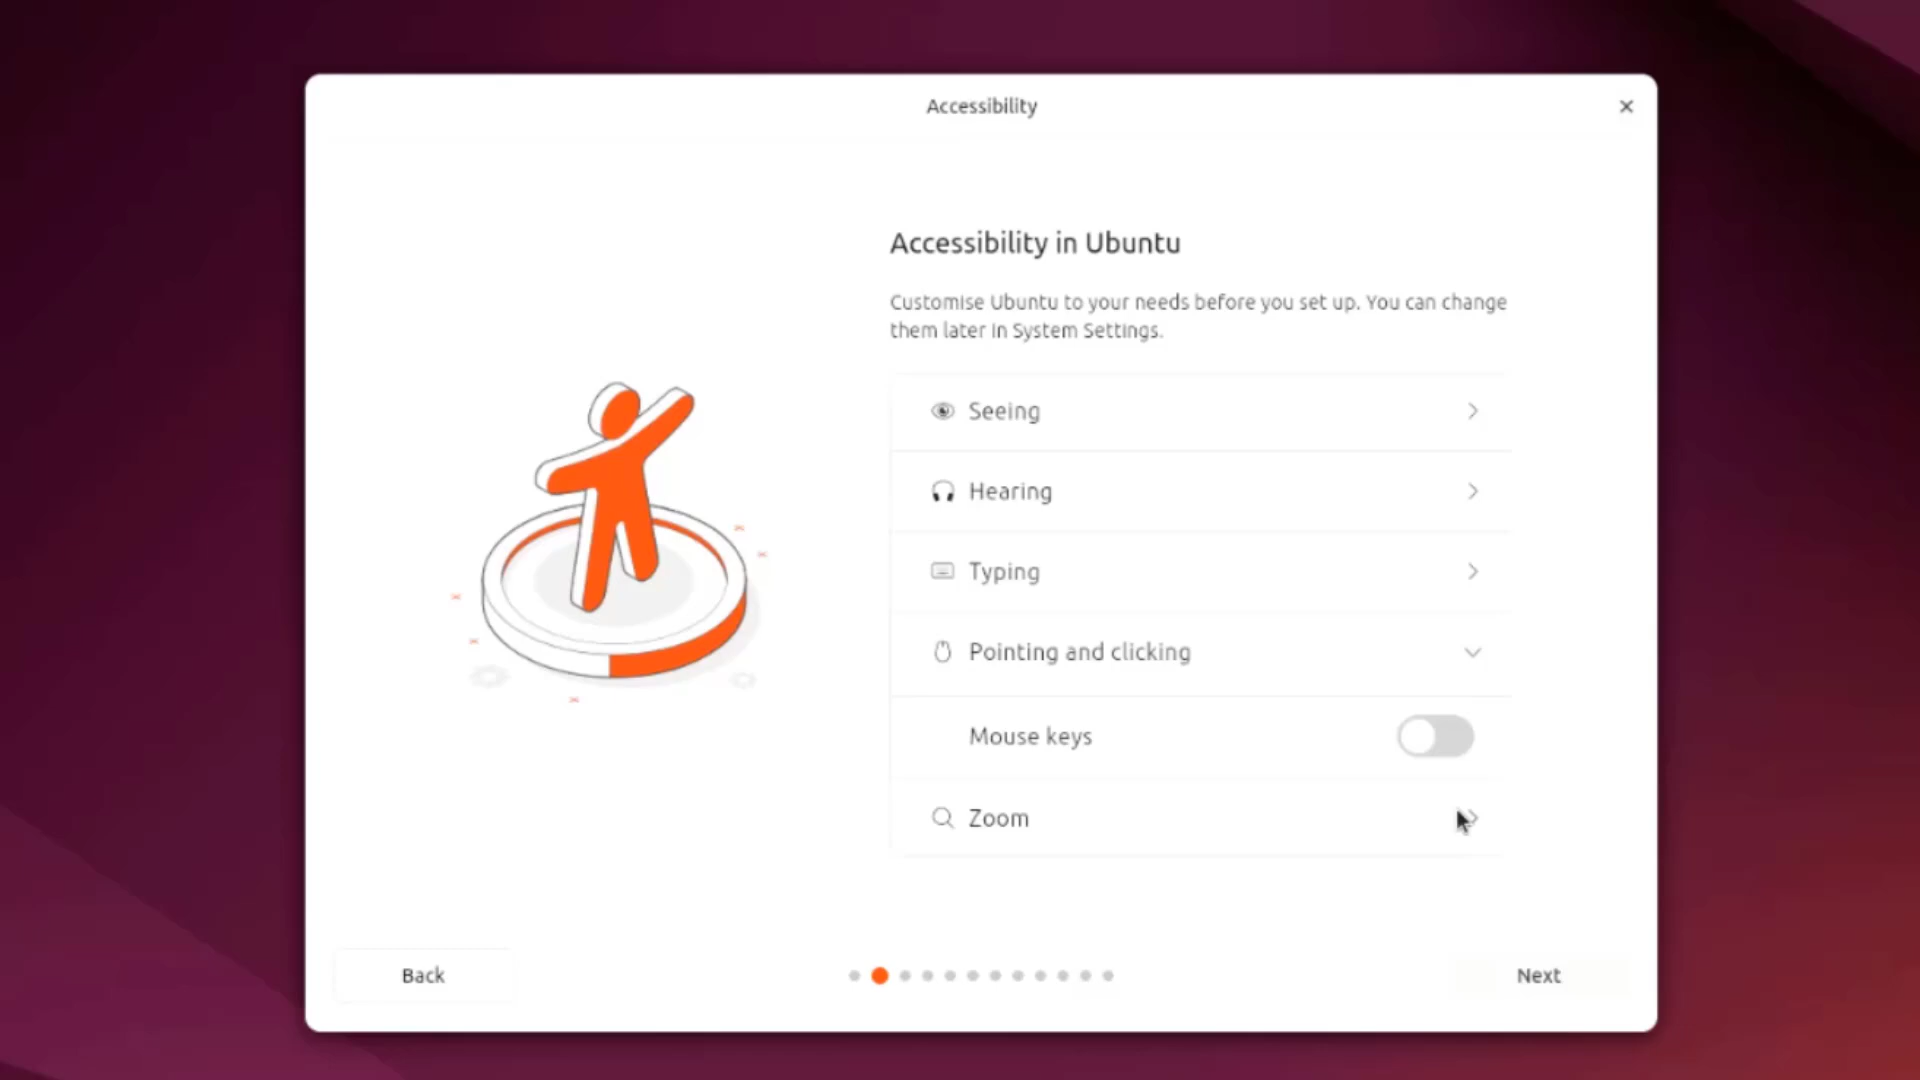 Accessibility
Accessibility in Ubuntu
Customise Ubuntu to your needs before you set up. You can change
them later in System Settings.
Seeing
Hearing
Typing
Pointing and clicking
Mouse keys
Zoom
Back
Next